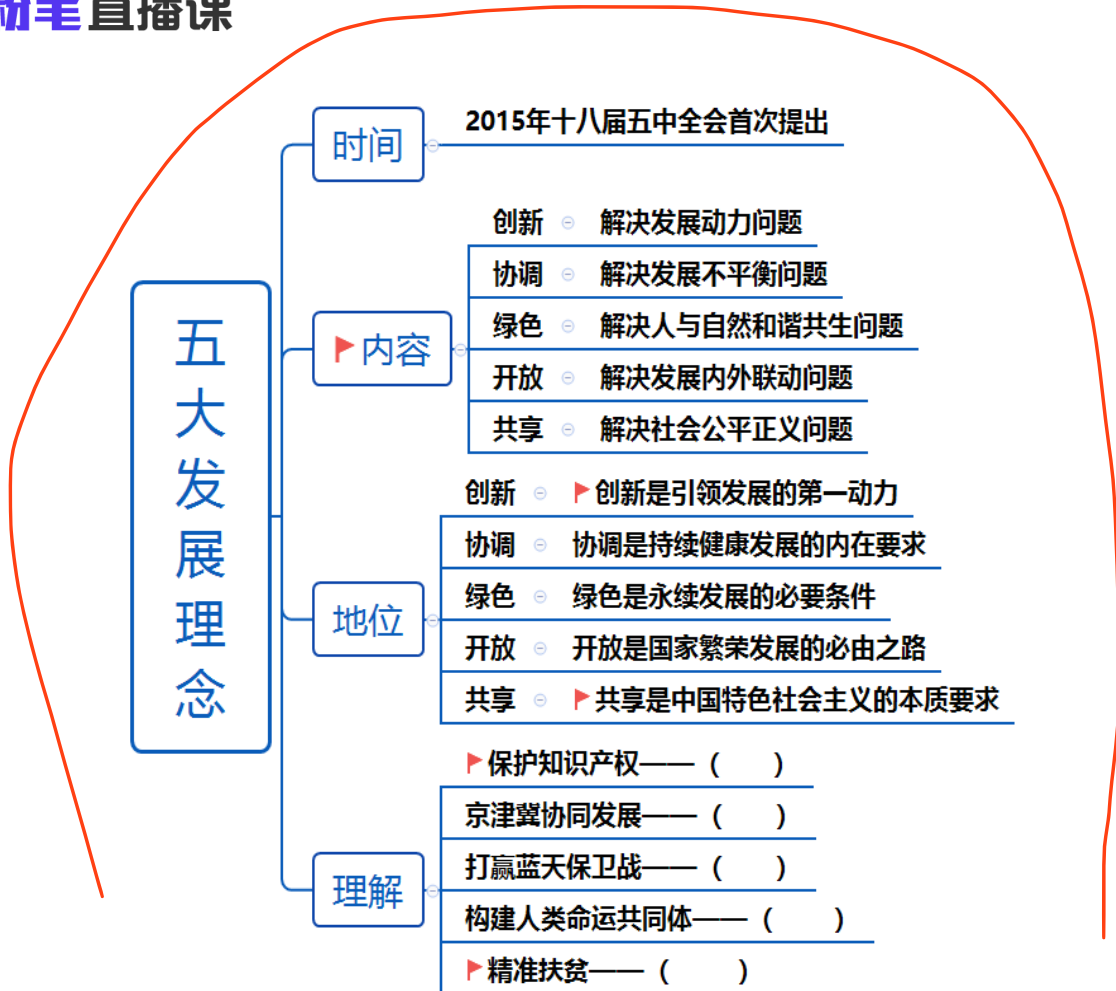 动笔直播课
五大发展理念
时间
2015年十八届五中全会首次提出
内容
创新 解决发展动力问题
协调 解决发展不平衡问题
绿色 解决人与自然和谐共生问题
开放 解决发展内外联动问题
共享 解决社会公平正义问题
地位
创新 创新是引领发展的第一动力
协调 协调是持续健康发展的内在要求
绿色 绿色是永续发展的必要条件
开放 开放是国家繁荣发展的必由之路
共享 共享是中国特色社会主义的本质要求
理解
保护知识产权——（ ）
京津冀协同发展——（ ）
打赢蓝天保卫战——（ ）
构建人类命运共同体——（ ）
精准扶贫——（ ）